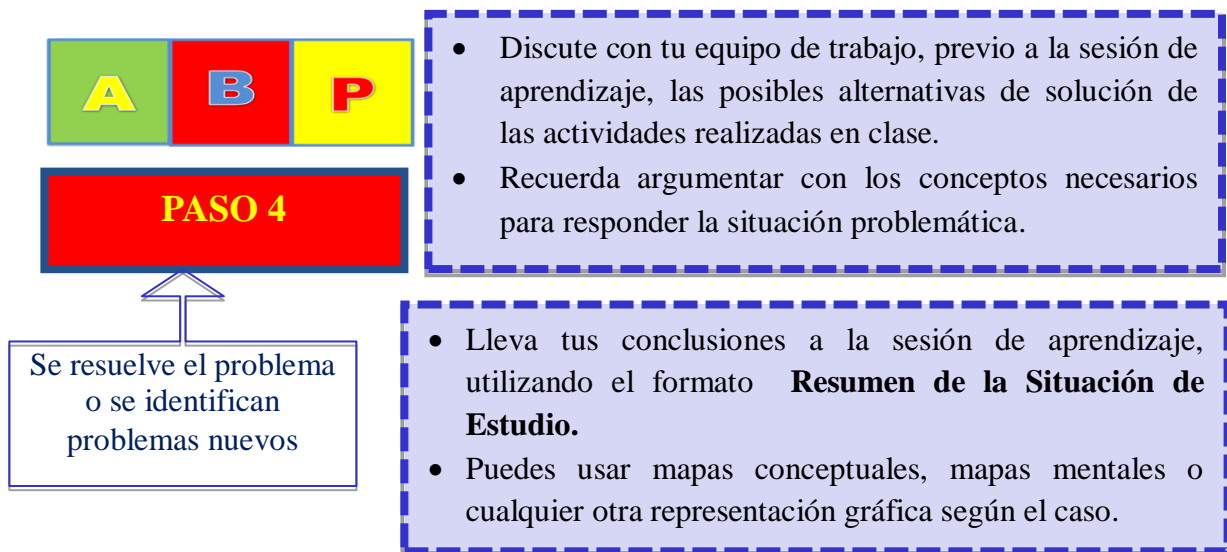 A B P
PASO 4
Se resuelve el problema
o se identifican
problemas nuevos
• Discute con tu equipo de trabajo, previo a la sesión de
aprendizaje, las posibles alternativas de solución de
las actividades realizadas en clase.
• Recuerda argumentar con los conceptos necesarios
para responder la situación problemática.
• Lleva tus conclusiones a la sesión de aprendizaje,
utilizando el formato Resumen de la Situación de
Estudio.
• Puedes usar mapas conceptuales, mapas mentales o
cualquier otra representación gráfica según el caso.